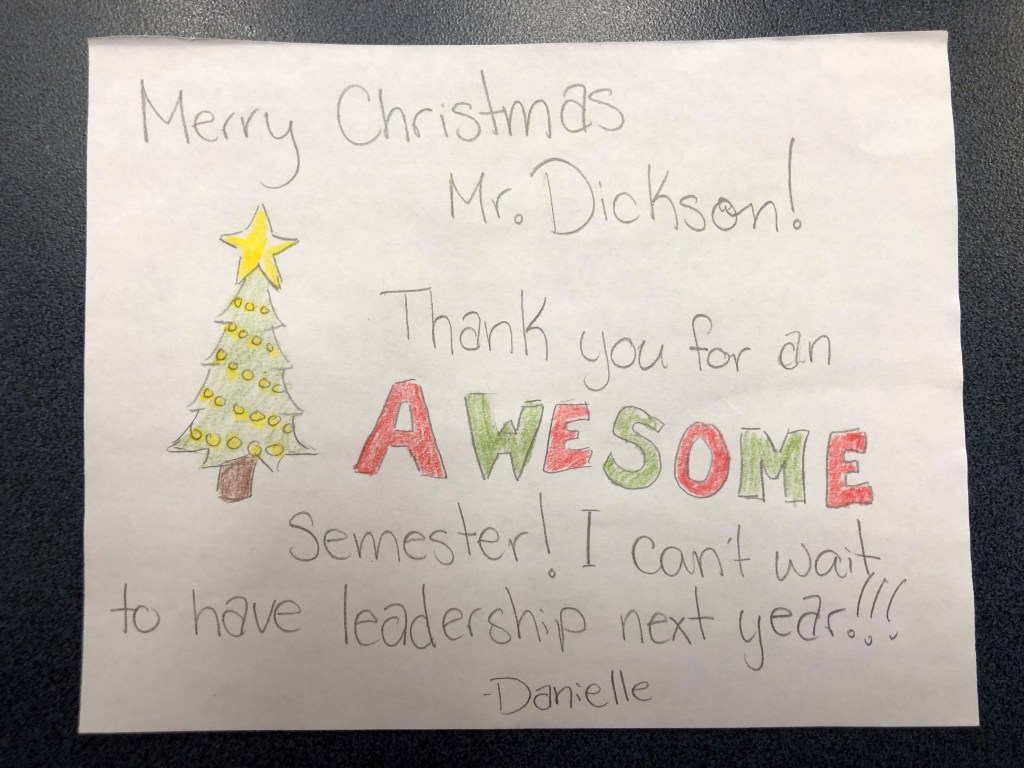 Merry Christmas
Mr. Dickson!
Thank you for an
AWESOME
Semester! I can't wait
to have leadership next year!!!
-Danielle